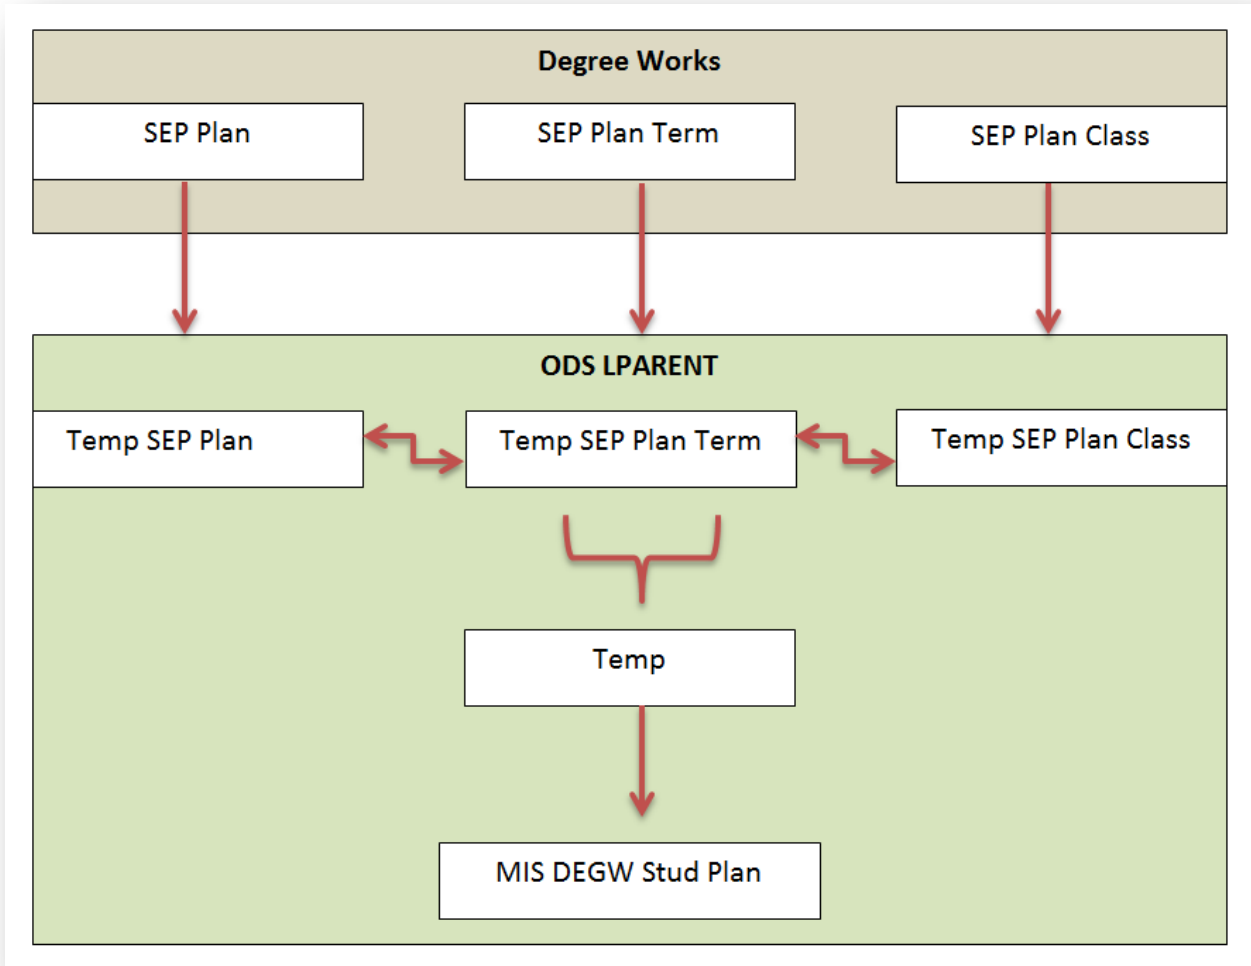 Degree Works
SEP Plan
SEP Plan Term
SEP Plan Class
ODS LPARENT
Temp SEP Plan
Temp SEP Plan Term
Temp SEP Plan Class
Temp
MIS DEGW Stud Plan